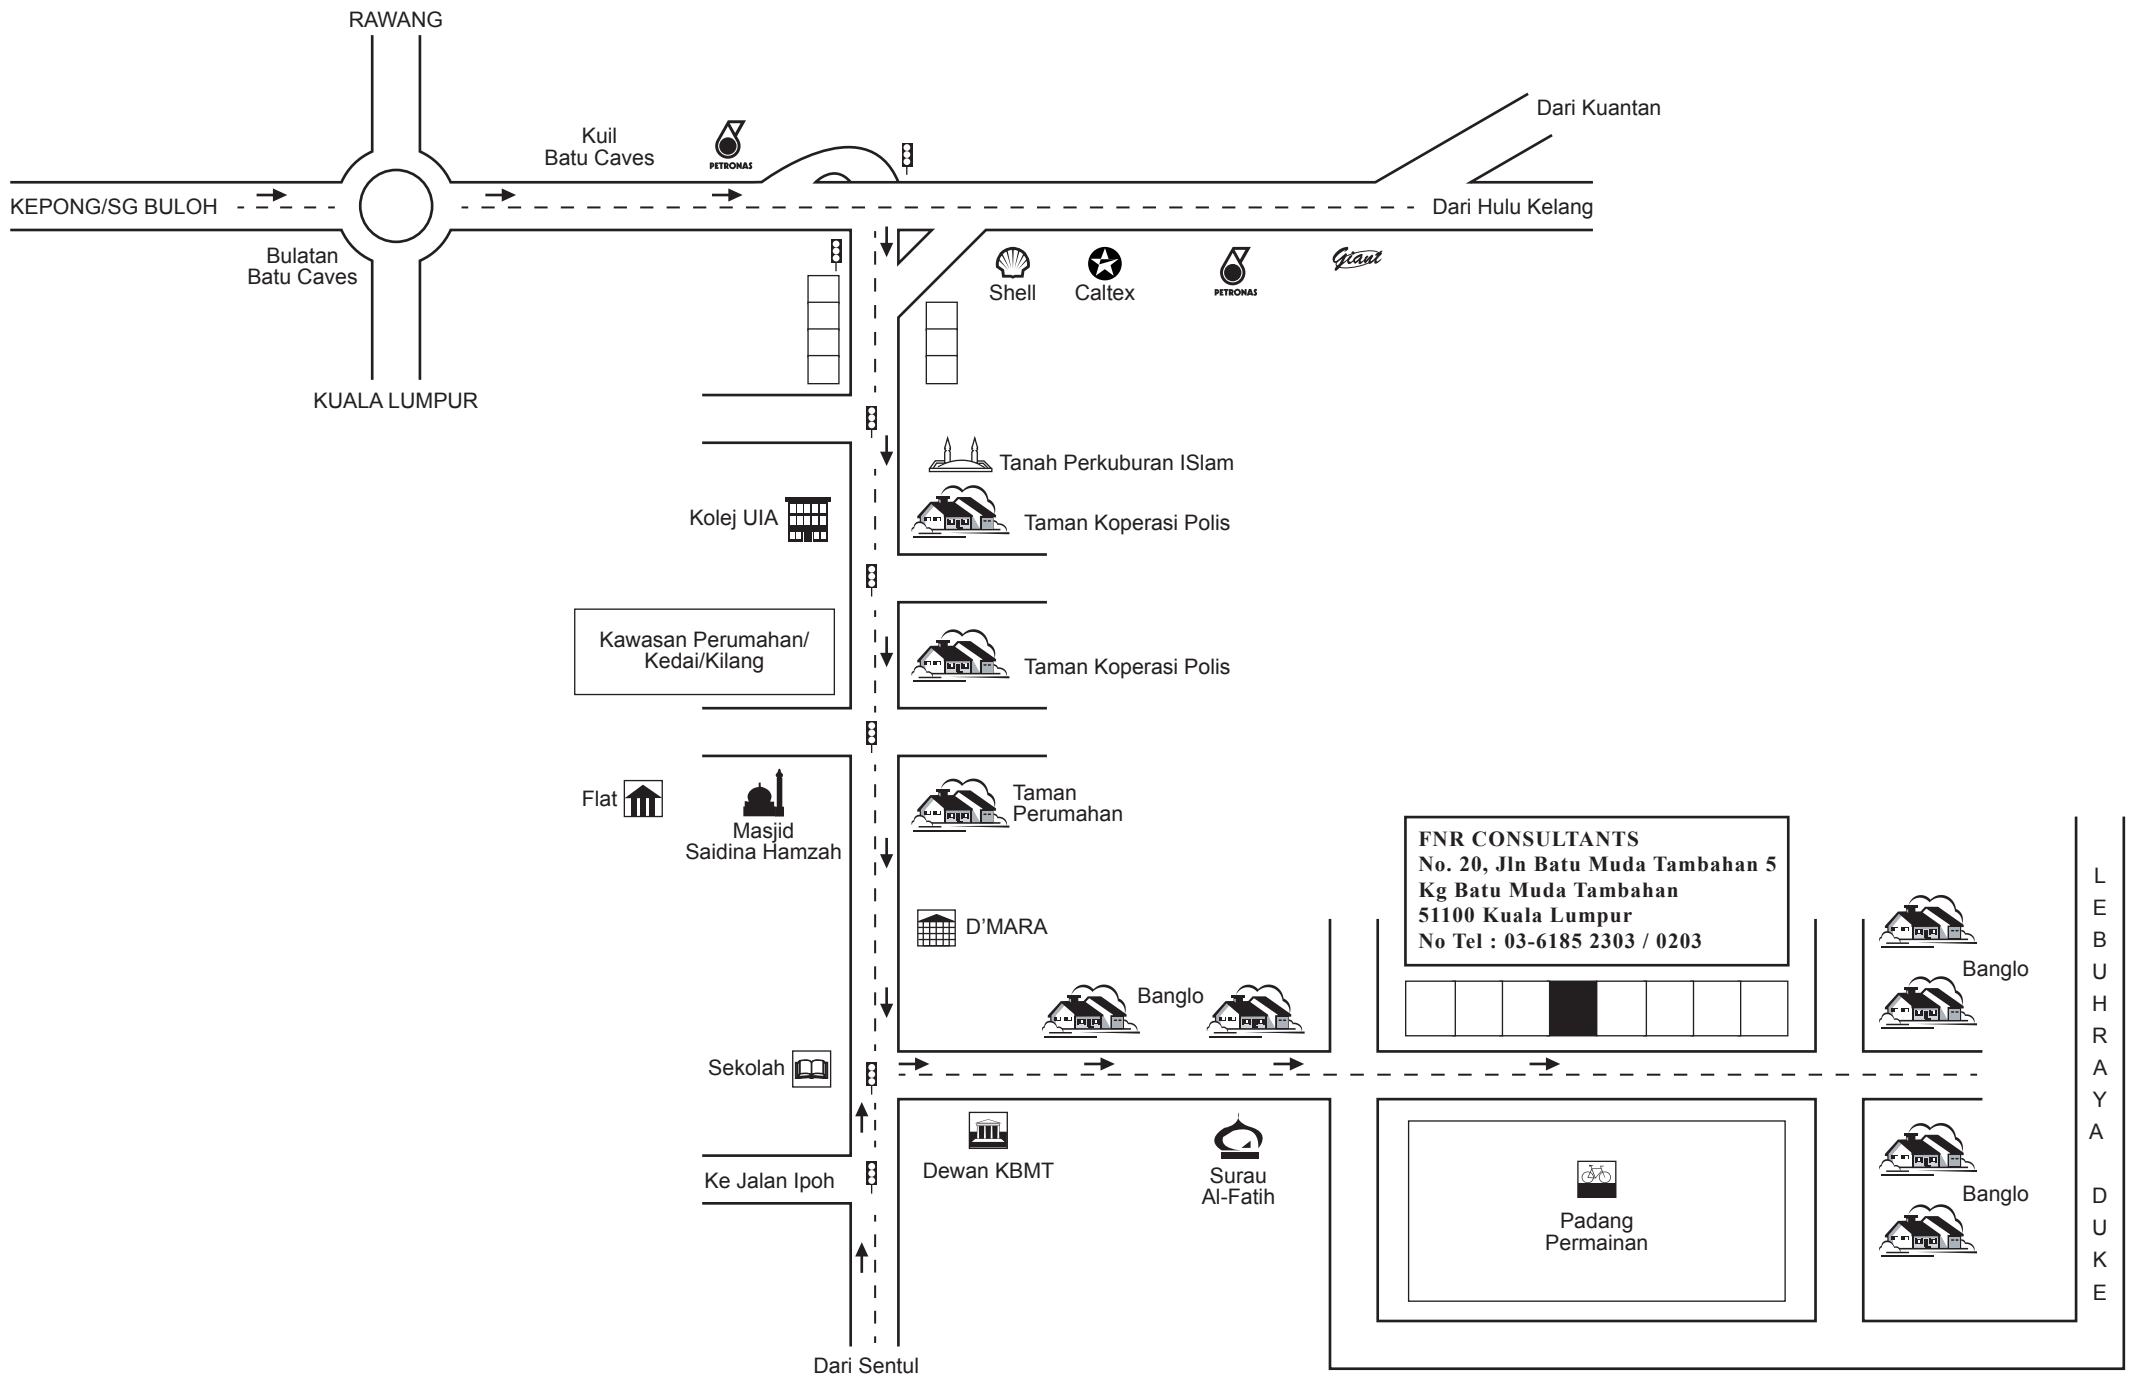 RAWANG
Dari Kuantan
Kuil
Batu Caves
PETRONAS
KEPONG/SG BULOH
Dari Hulu Kelang
Bulatan
Batu Caves
Shell
Caltex
PETRONAS
Giant
KUALA LUMPUR
Tanah Perkuburan ISlam
Kolej UIA
Taman Koperasi Polis
Kawasan Perumahan/
Kedai/Kilang
Taman Koperasi Polis
Flat
Masjid
Saidina Hamzah
Taman
Perumahan
FNR CONSULTANTS
No. 20, Jln Batu Muda Tambahan 5
Kg Batu Muda Tambahan
51100 Kuala Lumpur
No Tel : 03-6185 2303 / 0203
D’MARA
Banglo
Banglo
LEBUHRAYA DUKE
Sekolah
Dewan KBMT
Surau
Al-Fatih
Ke Jalan Ipoh
Padang
Permainan
Banglo
Dari Sentul